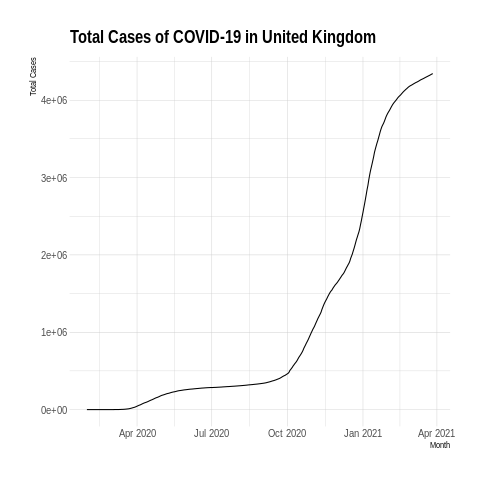 Total Cases of COVID-19 in United Kingdom
Total Cases
4e+06
3e+06
2e+06
1e+06
0e+00
Apr 2020 Jul 2020 Oct 2020 Jan 2021 Apr 2021
Month